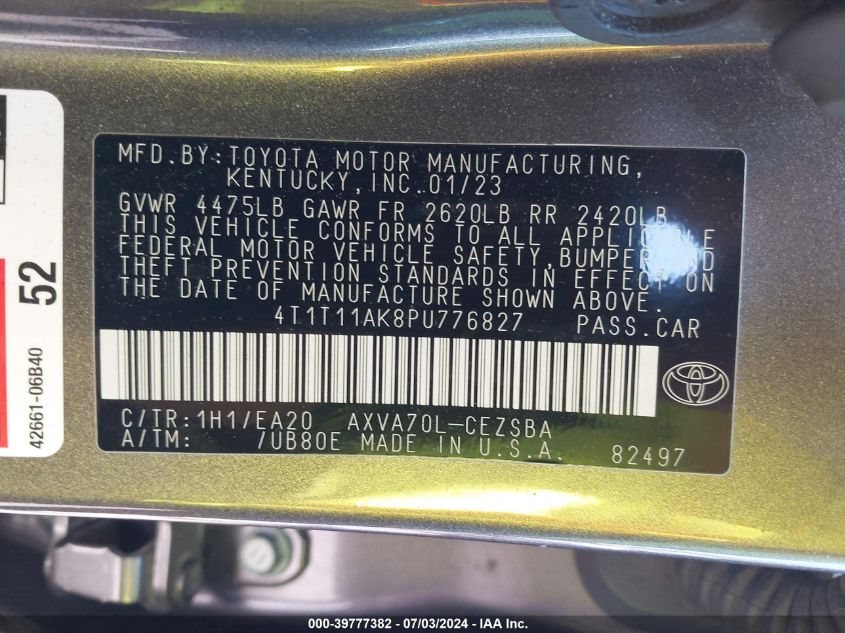 MFD.BY:TOYOTA MOTOR MANUFACTURING,
KENTUCKY,INC.01/23
GVWR 4475LB GAWR FR 2620LB RR 2420LB
THIS VEHICLE CONFORMS TO ALL APPLICABLE
FEDERAL MOTOR VEHICLE SAFETY,BUMPER,AND
THEFT PREVENTION STANDARDS IN EFFECT ON
THE DATE OF MANUFACTURE SHOWN ABOVE.
4T1T11AK8PU776827 PASS.CAR
C/TR:1H1/EA20 AXVA70L-CEZSBA
A/TM: /UB80E MADE IN U.S.A. 82497
52
42661-06B40
000-39777382 / 07/03/2024 - IAA Inc.